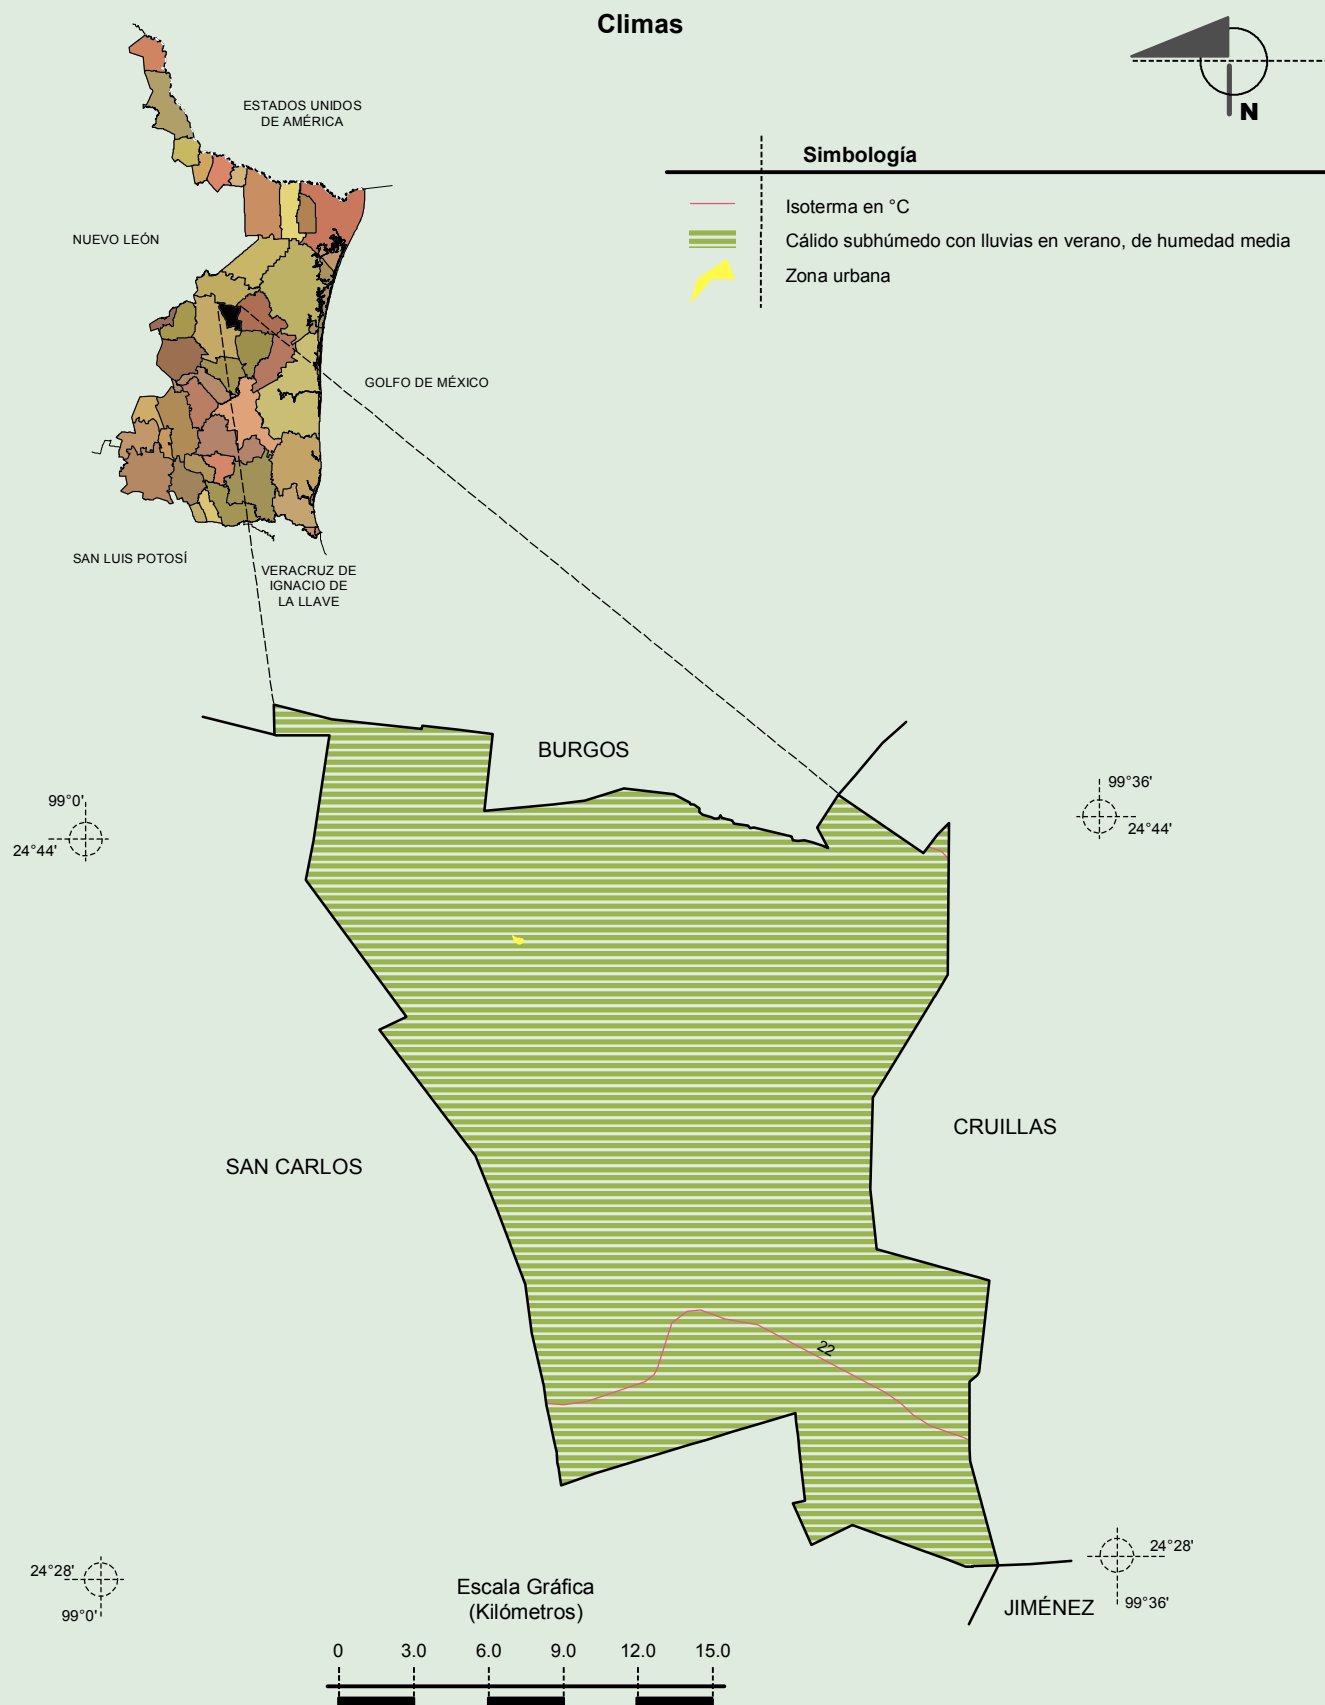 Climas
N
ESTADOS UNIDOS
DE AMÉRICA
NUEVO LEÓN
GOLFO DE MÉXICO
SAN LUIS POTOSÍ
VERACRUZ DE
IGNACIO DE
LA LLAVE
Simbología
Isoterma en °C
Cálido subhúmedo con lluvias en verano, de humedad media
Zona urbana
BURGOS
99°0'
24°44'
99°36'
24°44'
CRUILLAS
SAN CARLOS
22
24°28'
99°0'
24°28'
99°36'
JIMÉNEZ
Escala Gráfica
(Kilómetros)
0 3.0 6.0 9.0 12.0 15.0